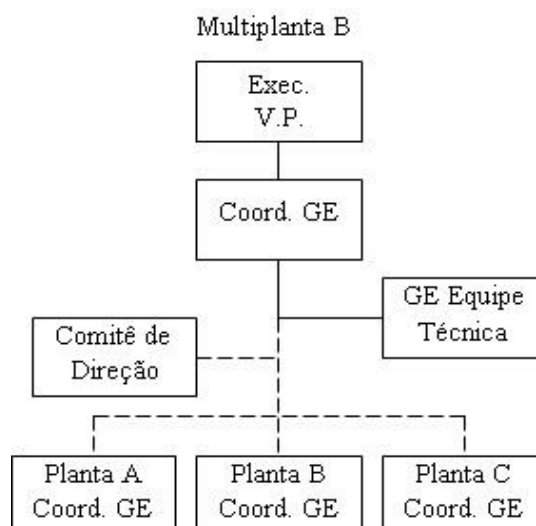 Multiplanta B
Exec.
V.P.
Coord. GE
GE Equipe
Técnica
Comitê de
Direção
Planta A
Coord. GE
Planta B
Coord. GE
Planta C
Coord. GE